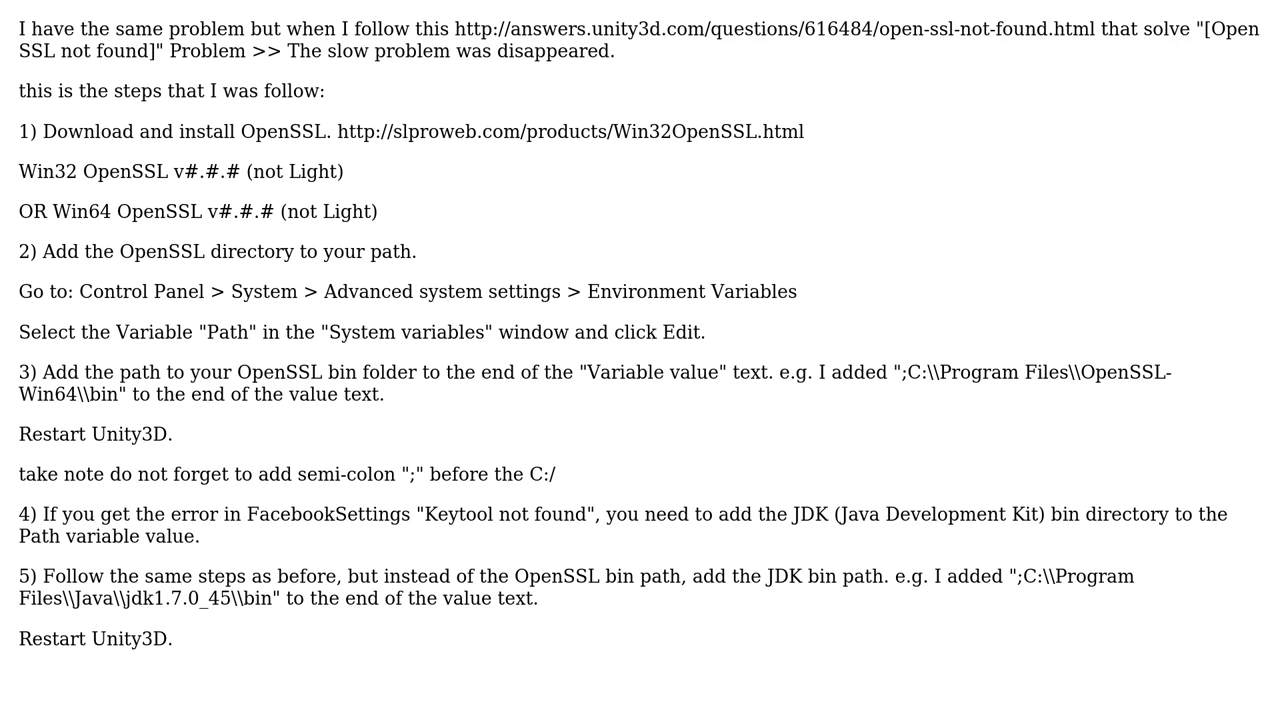 I have the same problem but when I follow this http://answers.unity3d.com/questions/616484/open-ssl-not-found.html that solve "[Open
SSL not found]" Problem >> The slow problem was disappeared.
this is the steps that I was follow:
1) Download and install OpenSSL. http://slproweb.com/products/Win32OpenSSL.html
Win32 OpenSSL v#.#.# (not Light)
OR Win64 OpenSSL v#.#.# (not Light)
2) Add the OpenSSL directory to your path.
Go to: Control Panel > System > Advanced system settings > Environment Variables
Select the Variable "Path" in the "System variables" window and click Edit.
3) Add the path to your OpenSSL bin folder to the end of the "Variable value" text. e.g. I added ";C:\\Program Files\\OpenSSL-
Win64\\bin" to the end of the value text.
Restart Unity3D.
take note do not forget to add semi-colon ";" before the C:/
4) If you get the error in FacebookSettings "Keytool not found", you need to add the JDK (Java Development Kit) bin directory to the
Path variable value.
5) Follow the same steps as before, but instead of the OpenSSL bin path, add the JDK bin path. e.g. I added ";C:\\Program
Files\\Java\\jdk1.7.0_45\\bin" to the end of the value text.
Restart Unity3D.